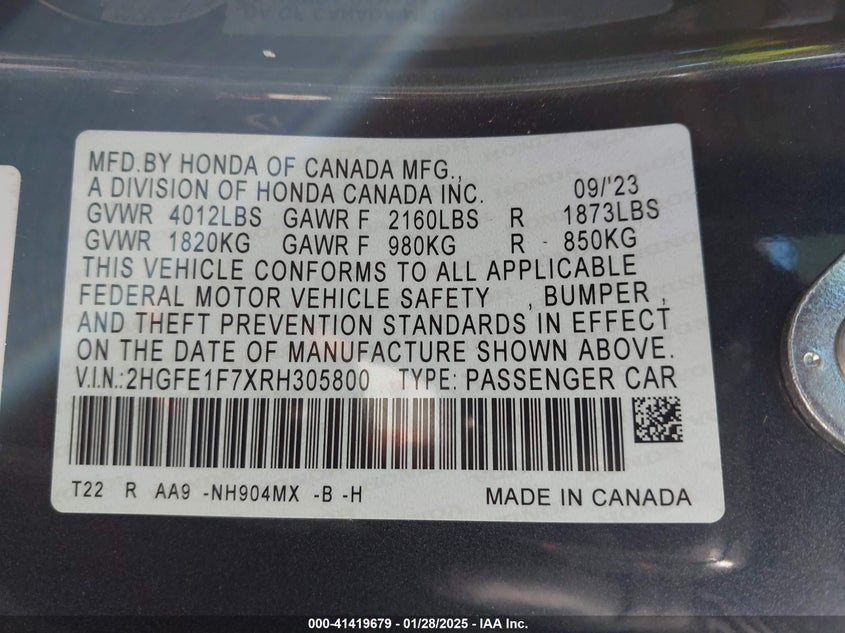 MFD.BY HONDA OF CANADA MFG.,
A DIVISION OF HONDA CANADA INC. 09/'23
GVWR 4012LBS GAWR F 2160LBS R 1873LBS
GVWR 1820KG GAWR F 980KG R 850KG
THIS VEHICLE CONFORMS TO ALL APPLICABLE
FEDERAL MOTOR VEHICLE SAFETY , BUMPER ,
AND THEFT PREVENTION STANDARDS IN EFFECT
ON THE DATE OF MANUFACTURE SHOWN ABOVE.
V.I.N.:2HGFE1F7XRH305800 TYPE: PASSENGER CAR
T22 R AA9 -NH904MX -B -H MADE IN CANADA
000-41419679 - 01/28/2025 - IAA Inc.